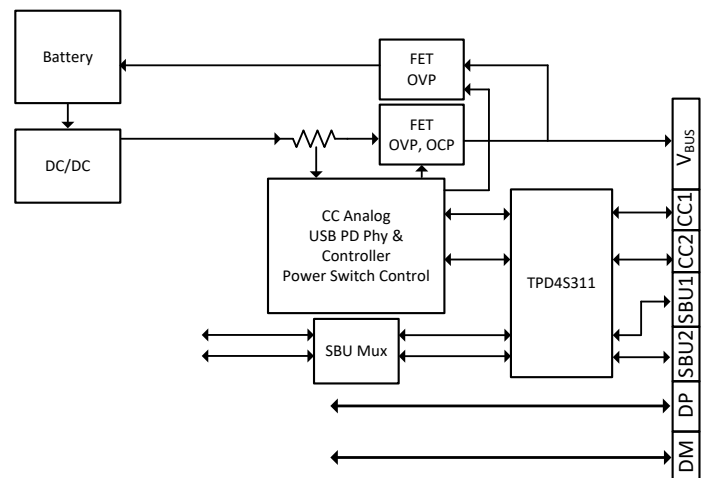 Battery
FET
OVP
FET
OVP, OCP
DC/DC
CC Analog
USB PD Phy &
Controller
Power Switch Control
TPD4S311
SBU Mux
VBUS
CC1
CC2
SBU1
SBU2
DP
DM